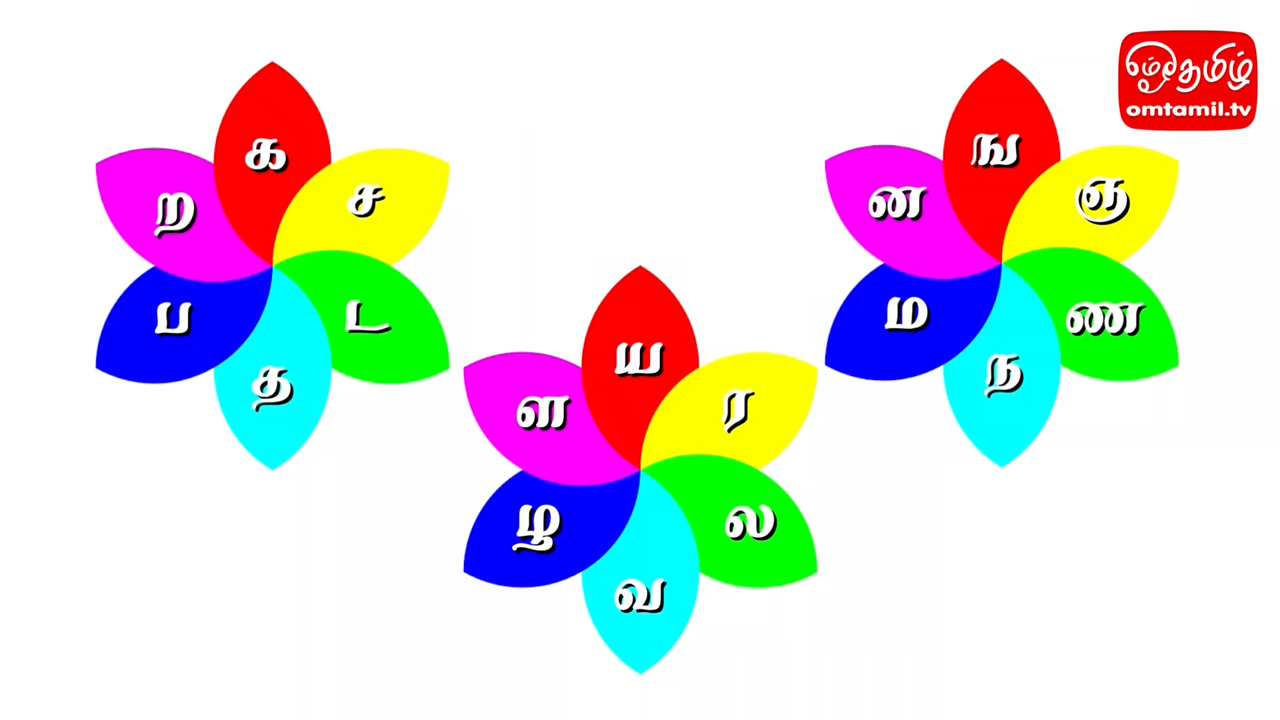 க
ச
ட
த
ப
ற
ங
ஞ
ண
ந
ம
ன
ய
ர
ல
வ
ழ
ள
ஓம்தமிழ்
omtamil.tv